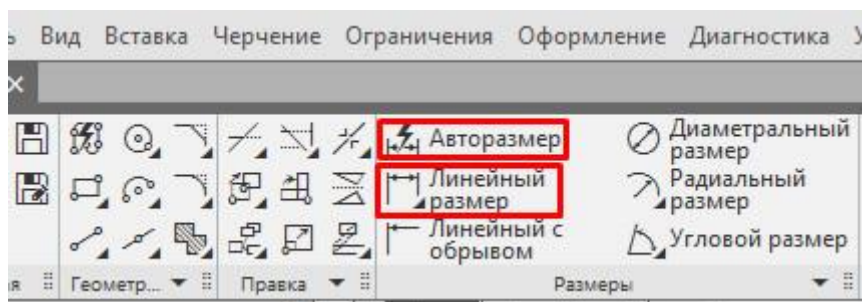 Вид Вставка Черчение Ограничения Оформление Диагностика
Авторазмер
Диаметральный
размер
Линейный
размер
Радиальный
размер
Линейный с
обрывом
Угловой размер
Геометр... Правка Размеры